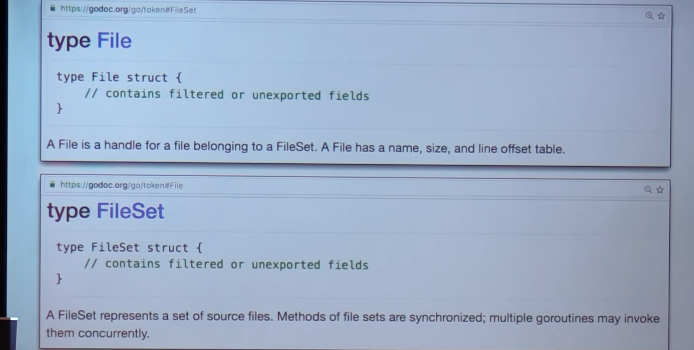 https://godoc.org/go/token#FileSet
type File
type File struct {
// contains filtered or unexported fields
}
A File is a handle for a file belonging to a FileSet. A File has a name, size, and line offset table.
https://godoc.org/go/token#File
type FileSet
type FileSet struct {
// contains filtered or unexported fields
}
A FileSet represents a set of source files. Methods of file sets are synchronized; multiple goroutines may invoke
them concurrently.